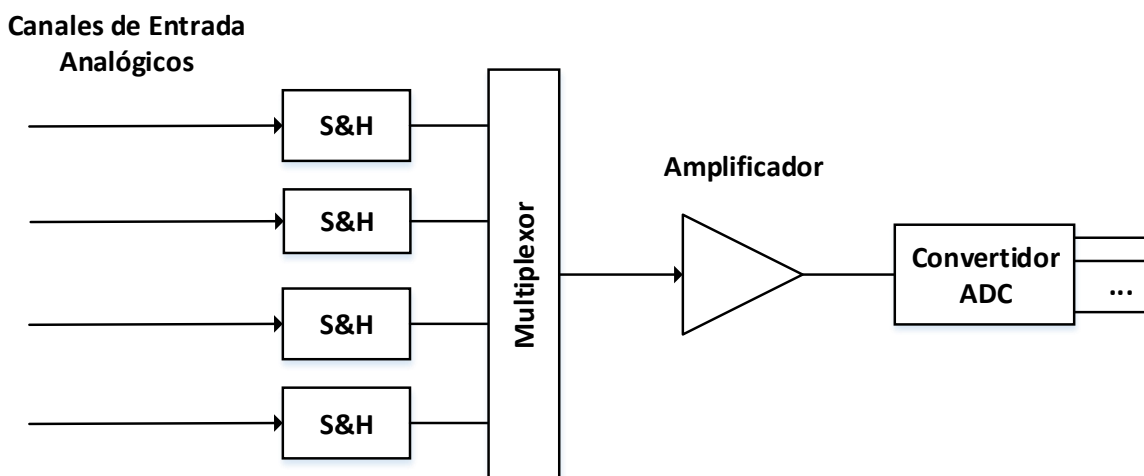 Canales de Entrada
Analógicos
S&H
S&H
S&H
S&H
Multiplexor
Amplificador
Convertidor
ADC
...